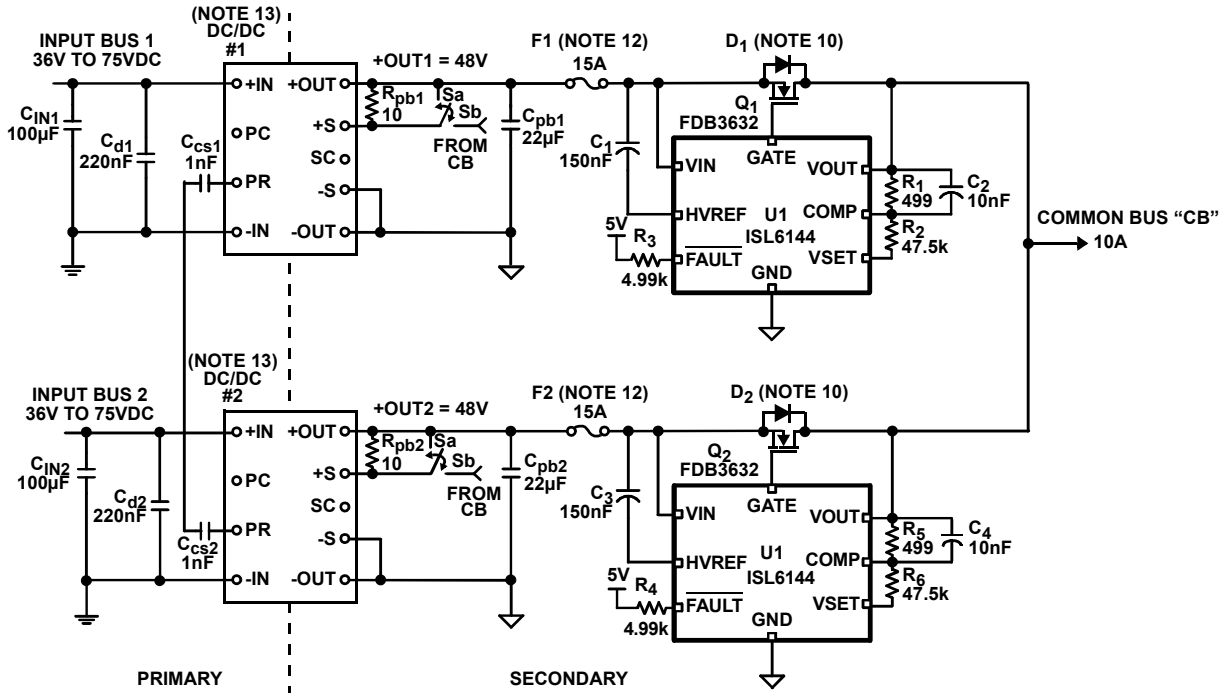 (NOTE 13)
DC/DC
#1
INPUT BUS 1
36V TO 75VDC
+OUT1 = 48V
F1 (NOTE 12)
15A
D1 (NOTE 10)
+IN
+OUT
Rpb1
10
Sa
Sb
+S
FROM
CB
Cpb1
22µF
CIN1
100µF
Cd1
220nF
PC
Ccs1
1nF
PR
SC
-S
-IN
-OUT
Q1
FDB3632
C1
150nF
GATE
VIN
VOUT
HVREF
U1
ISL6144
COMP
R1
499
C2
10nF
R2
47.5k
5V
R3
4.99k
FAULT
VSET
GND
COMMON BUS “CB”
10A
(NOTE 13)
DC/DC
#2
INPUT BUS 2
36V TO 75VDC
+OUT2 = 48V
F2 (NOTE 12)
15A
D2 (NOTE 10)
+IN
+OUT
Rpb2
10
Sa
Sb
+S
FROM
CB
Cpb2
22µF
CIN2
100µF
Cd2
220nF
PC
SC
PR
Ccs2
1nF
-S
-IN
-OUT
Q2
FDB3632
C3
150nF
GATE
VIN
VOUT
HVREF
U1
ISL6144
COMP
R5
499
C4
10nF
R6
47.5k
5V
R4
4.99k
FAULT
VSET
GND
PRIMARY
SECONDARY